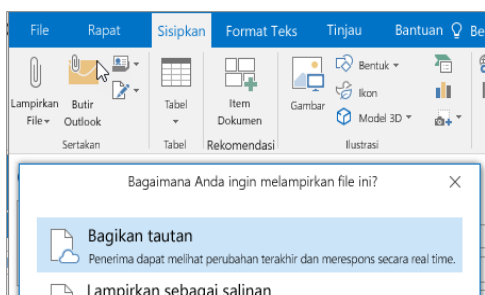 File Rapat Sisipkan Format Teks Tinjau Bantuan Be
Lampirkan File Butir Outlook Tabel Item Dokumen Gambar Bentuk
Ikon
Model 3D
Sertakan Tabel Rekomendasi Ilustrasi
Bagaimana Anda ingin melampirkan file ini?
Bagikan tautan
Penerima dapat melihat perubahan terakhir dan merespons secara real time.
Lampirkan sebagai salinan